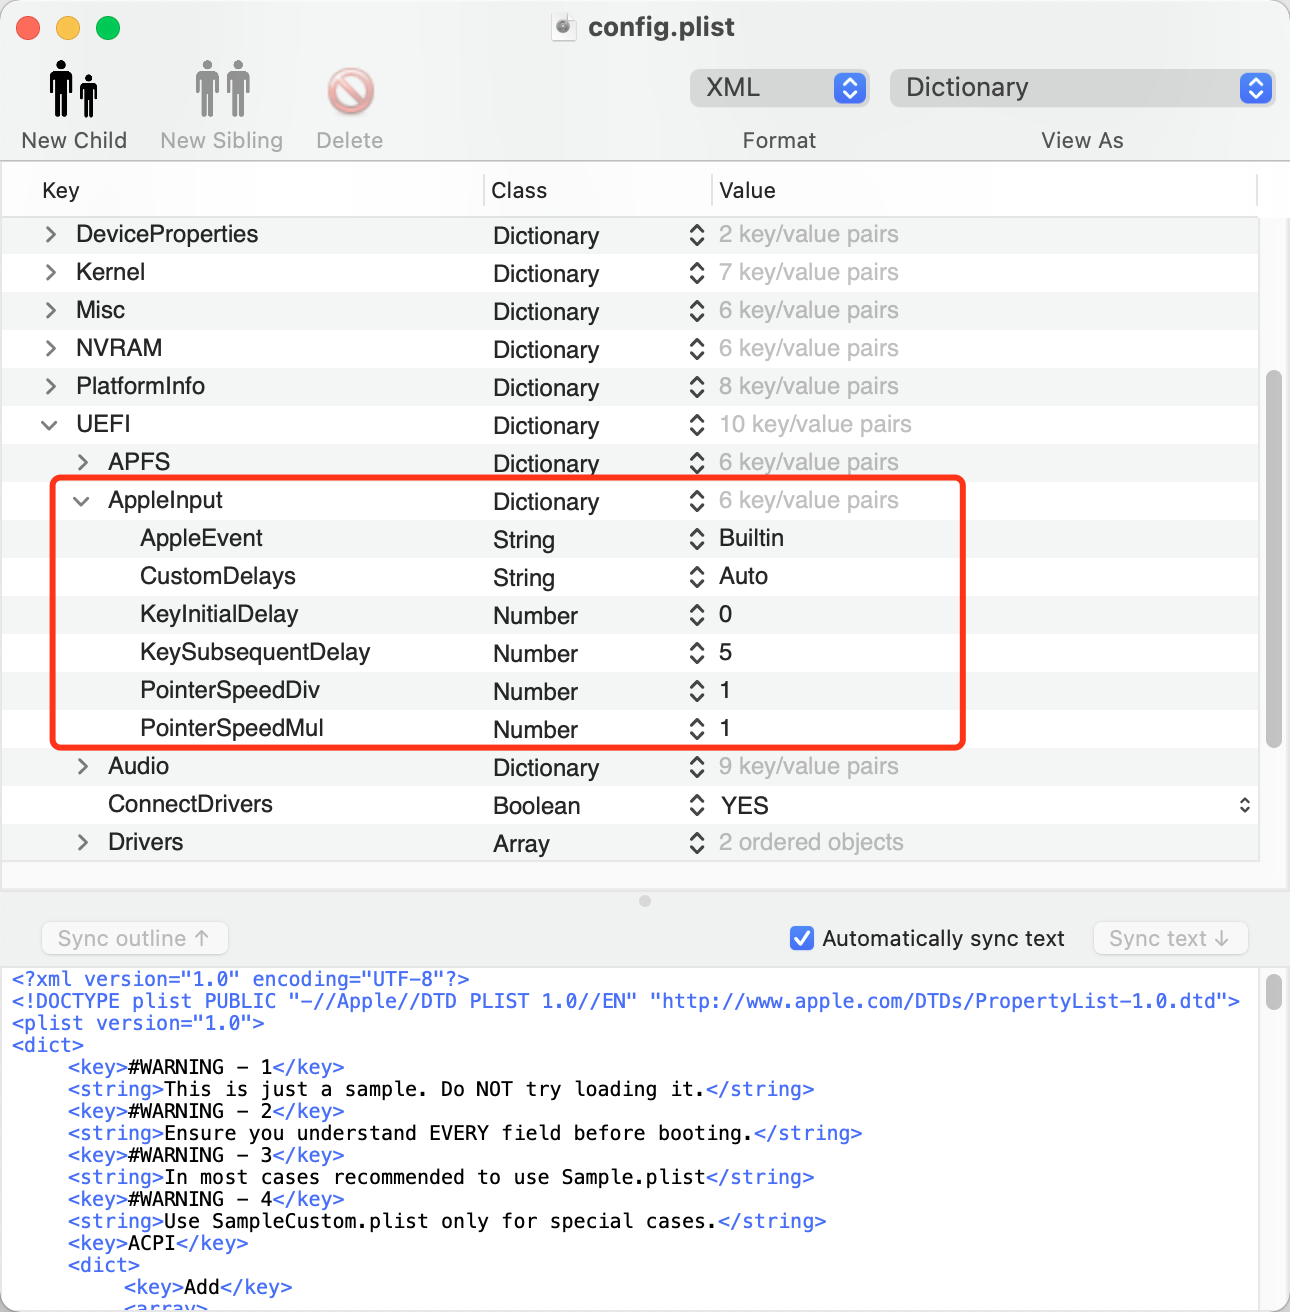 config.plist
XML
Dictionary
New Child
New Sibling
Delete
Format
View As
Key Class Value
DeviceProperties Dictionary 2 key/value pairs
Kernel Dictionary 7 key/value pairs
Misc Dictionary 6 key/value pairs
NVRAM Dictionary 6 key/value pairs
PlatformInfo Dictionary 8 key/value pairs
UEFI Dictionary 10 key/value pairs
APFS Dictionary 6 key/value pairs
AppleInput Dictionary 6 key/value pairs
AppleEvent String Builtin
CustomDelays String Auto
KeyInitialDelay Number 0
KeySubsequentDelay Number 5
PointerSpeedDiv Number 1
PointerSpeedMul Number 1
Audio Dictionary 9 key/value pairs
ConnectDrivers Boolean YES
Drivers Array 2 ordered objects
Sync outline ↑
Automatically sync text
Sync text ↓
<?xml version="1.0" encoding="UTF-8"?>
<!DOCTYPE plist PUBLIC "-//Apple//DTD PLIST 1.0//EN" "http://www.apple.com/DTDs/PropertyList-1.0.dtd">
<plist version="1.0">
<dict>
<key>#WARNING - 1</key>
<string>This is just a sample. Do NOT try loading it.</string>
<key>#WARNING - 2</key>
<string>Ensure you understand EVERY field before booting.</string>
<key>#WARNING - 3</key>
<string>In most cases recommended to use Sample.plist</string>
<key>#WARNING - 4</key>
<string>Use SampleCustom.plist only for special cases.</string>
<key>ACPI</key>
<dict>
<key>Add</key>
<array>